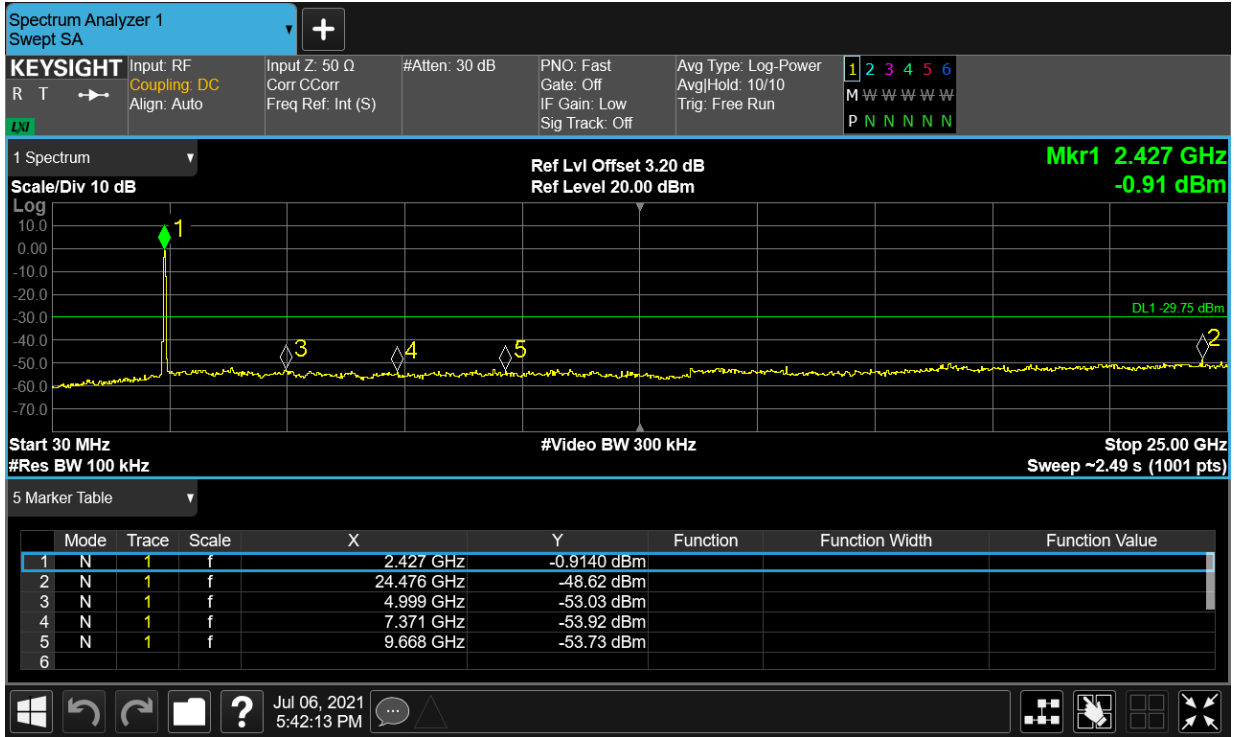 Spectrum Analyzer 1
Swept SA
KEYSIGHT
R T
LXI
Input: RF
Coupling: DC
Align: Auto
Input Z: 50 Ω
Corr CCorr
Freq Ref: Int (S)
#Atten: 30 dB
PNO: Fast
Gate: Off
IF Gain: Low
Sig Track: Off
Avg Type: Log-Power
Avg|Hold: 10/10
Trig: Free Run
1 2 3 4 5 6
M W W W W W
P N N N N N
1 Spectrum
Scale/Div 10 dB
Ref Lvl Offset 3.20 dB
Ref Level 20.00 dBm
Mkr1 2.427 GHz
-0.91 dBm
Log
10.0
0.00
-10.0
-20.0
-30.0
-40.0
-50.0
-60.0
-70.0
1
DL1 -29.75 dBm
3
4
5
2
Start 30 MHz
#Video BW 300 kHz
Stop 25.00 GHz
#Res BW 100 kHz
Sweep ~2.49 s (1001 pts)
5 Marker Table
Mode Trace Scale X Y Function Function Width Function Value
1 N 1 f 2.427 GHz -0.9140 dBm
2 N 1 f 24.476 GHz -48.62 dBm
3 N 1 f 4.999 GHz -53.03 dBm
4 N 1 f 7.371 GHz -53.92 dBm
5 N 1 f 9.668 GHz -53.73 dBm
6
?
Jul 06, 2021
5:42:13 PM